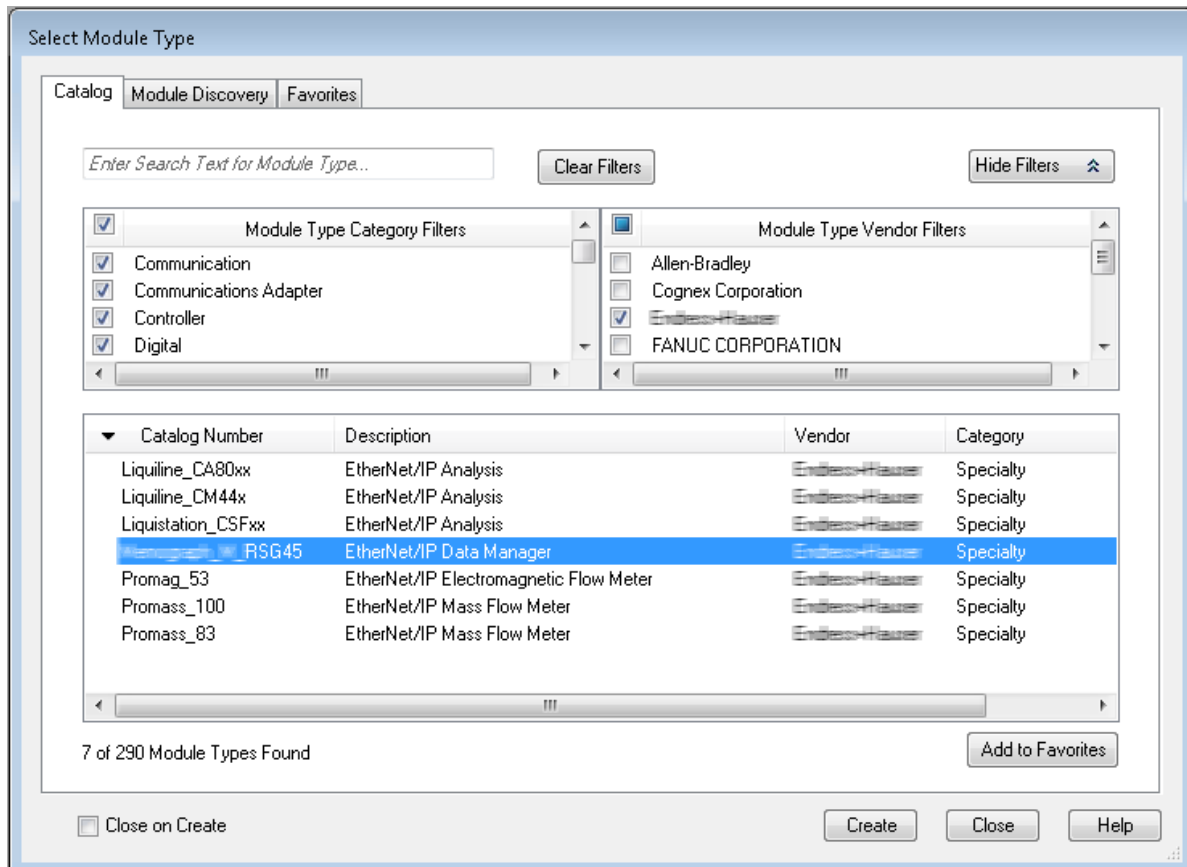 Select Module Type
Catalog Module Discovery Favorites
Enter Search Text for Module Type... Clear Filters Hide Filters
Module Type Category Filters Module Type Vendor Filters
Communication Allen-Bradley
Communications Adapter Cognex Corporation
Controller
Digital FANUC CORPORATION
Catalog Number Description Vendor Category
Liquiline_CA80xx EtherNet/IP Analysis Specialty
Liquiline_CM44x EtherNet/IP Analysis Specialty
Liquistation_CSFxx EtherNet/IP Analysis Specialty
RSG45 EtherNet/IP Data Manager Specialty
Promag_53 EtherNet/IP Electromagnetic Flow Meter Specialty
Promass_100 EtherNet/IP Mass Flow Meter Specialty
Promass_83 EtherNet/IP Mass Flow Meter Specialty
7 of 290 Module Types Found Add to Favorites
Close on Create Create Close Help